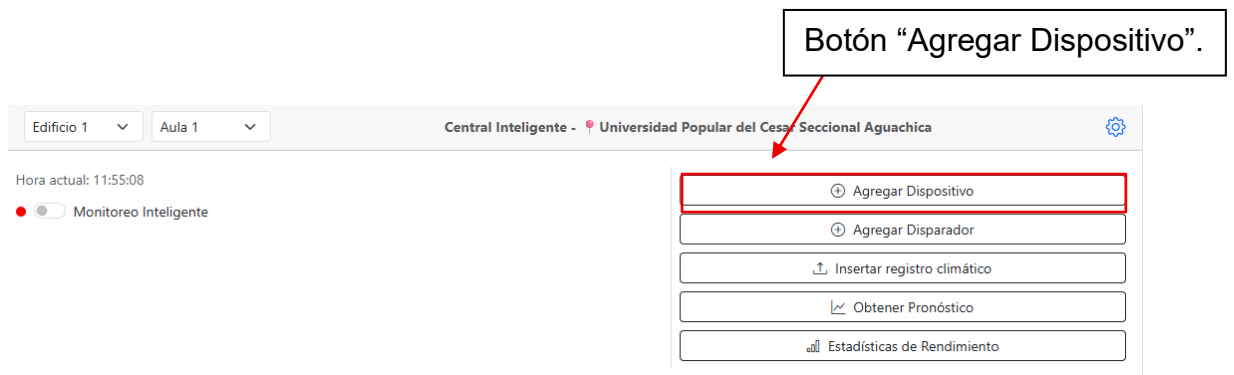 Botón “Agregar Dispositivo”.
Edificio 1
Aula 1
Central Inteligente - Universidad Popular del Cesar Seccional Aguachica
Hora actual: 11:55:08
Monitoreo Inteligente
Agregar Dispositivo
Agregar Disparador
Insertar registro climático
Obtener Pronóstico
Estadísticas de Rendimiento